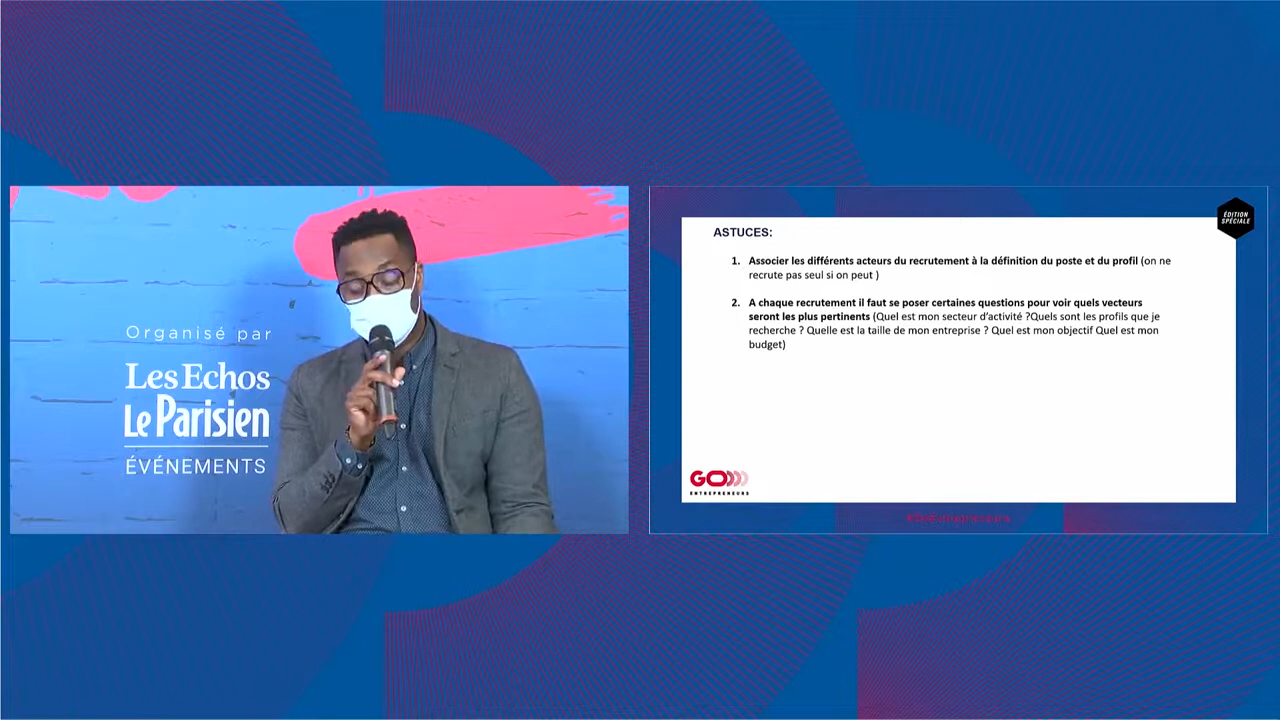 Organisé par
Les Echos
Le Parisien
ÉVÉNEMENTS
ÉDITION
SPÉCIALE
ASTUCES:
1. Associer les différents acteurs du recrutement à la définition du poste et du profil (on ne
recrute pas seul si on peut )
2. A chaque recrutement il faut se poser certaines questions pour voir quels vecteurs
seront les plus pertinents (Quel est mon secteur d'activité ?Quels sont les profils que je
recherche ? Quelle est la taille de mon entreprise ? Quel est mon objectif Quel est mon
budget)
GO
ENTREPRENEURS